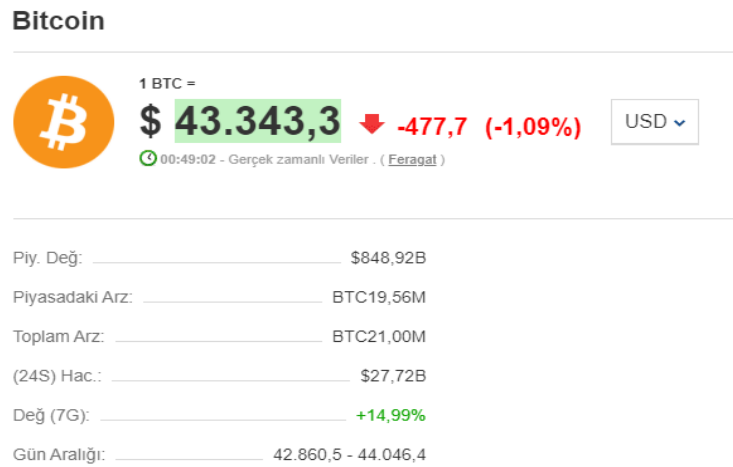 Bitcoin
1 BTC =
$ 43.343,3 -477,7 (-1,09%) USD
00:49:02 - Gerçek zamanlı Veriler . ( Feragat )
Piy. Değ: $848,92B
Piyasadaki Arz: BTC19,56M
Toplam Arz: BTC21,00M
(24S) Hac.: $27,72B
Değ (7G): +14,99%
Gün Aralığı: 42.860,5 - 44.046,4